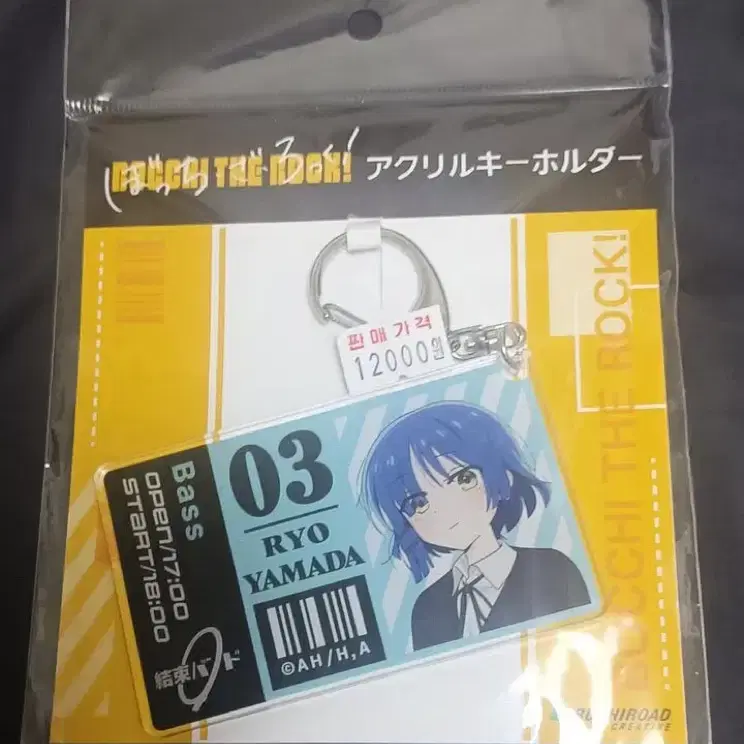 ぼっち・ざ・ろっく!
BOCCHI THE ROCK!
アクリルキーホルダー
BOCCHI THE ROCK!
판매가격
12000원
03
RYO
YAMADA
Bass
OPEN/17:00
START/18:00
結束バンド
©AH/H,A
BUSHIROAD
CREATIVE